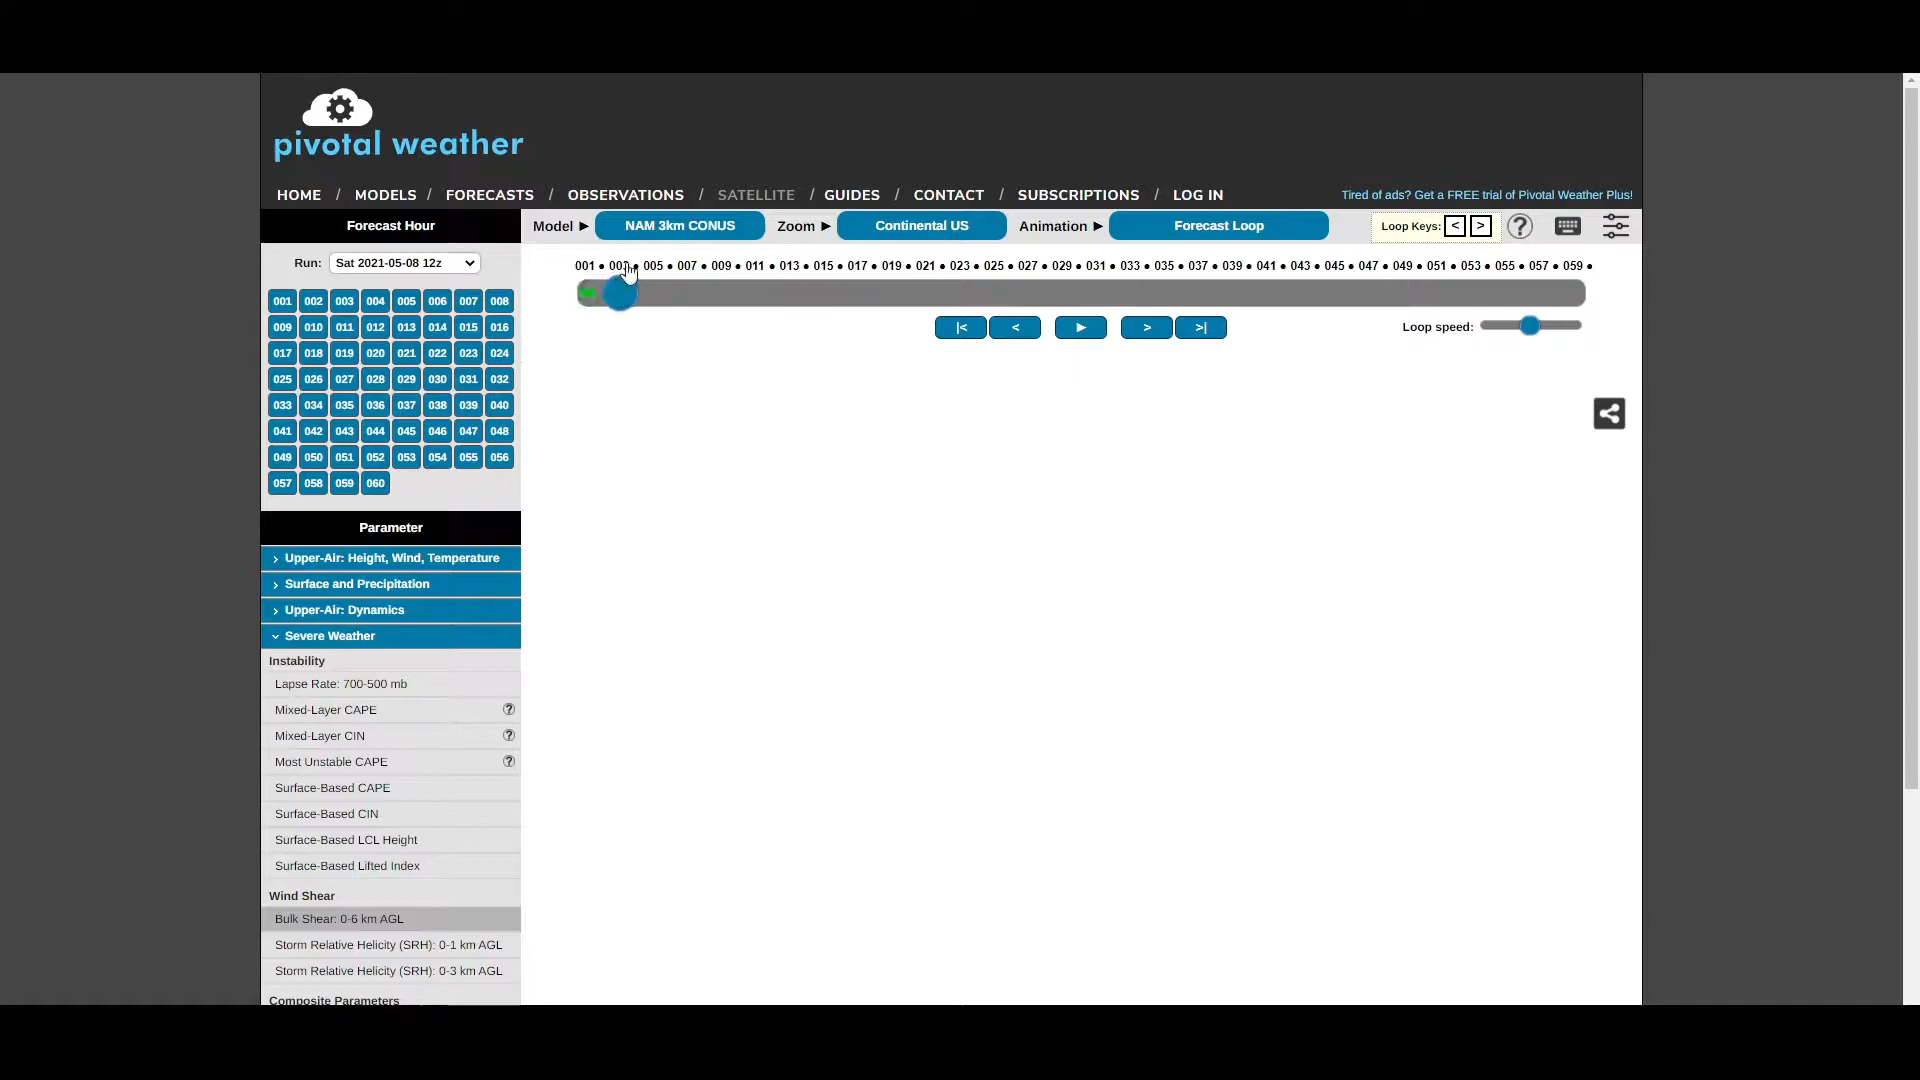 pivotal weather
HOME / MODELS / FORECASTS / OBSERVATIONS / SATELLITE / GUIDES / CONTACT / SUBSCRIPTIONS / LOG IN
Tired of ads? Get a FREE trial of Pivotal Weather Plus!
Forecast Hour
Model ► NAM 3km CONUS Zoom ► Continental US Animation ► Forecast Loop Loop Keys: < > ?
Run: Sat 2021-05-08 12z
001 • 003 • 005 • 007 • 009 • 011 • 013 • 015 • 017 • 019 • 021 • 023 • 025 • 027 • 029 • 031 • 033 • 035 • 037 • 039 • 041 • 043 • 045 • 047 • 049 • 051 • 053 • 055 • 057 • 059 •
|< < ► > >| Loop speed:
001 002 003 004 005 006 007 008
009 010 011 012 013 014 015 016
017 018 019 020 021 022 023 024
025 026 027 028 029 030 031 032
033 034 035 036 037 038 039 040
041 042 043 044 045 046 047 048
049 050 051 052 053 054 055 056
057 058 059 060
Parameter
› Upper-Air: Height, Wind, Temperature
› Surface and Precipitation
› Upper-Air: Dynamics
Severe Weather
Instability
Lapse Rate: 700-500 mb
Mixed-Layer CAPE ?
Mixed-Layer CIN ?
Most Unstable CAPE ?
Surface-Based CAPE
Surface-Based CIN
Surface-Based LCL Height
Surface-Based Lifted Index
Wind Shear
Bulk Shear: 0-6 km AGL
Storm Relative Helicity (SRH): 0-1 km AGL
Storm Relative Helicity (SRH): 0-3 km AGL
Composite Parameters